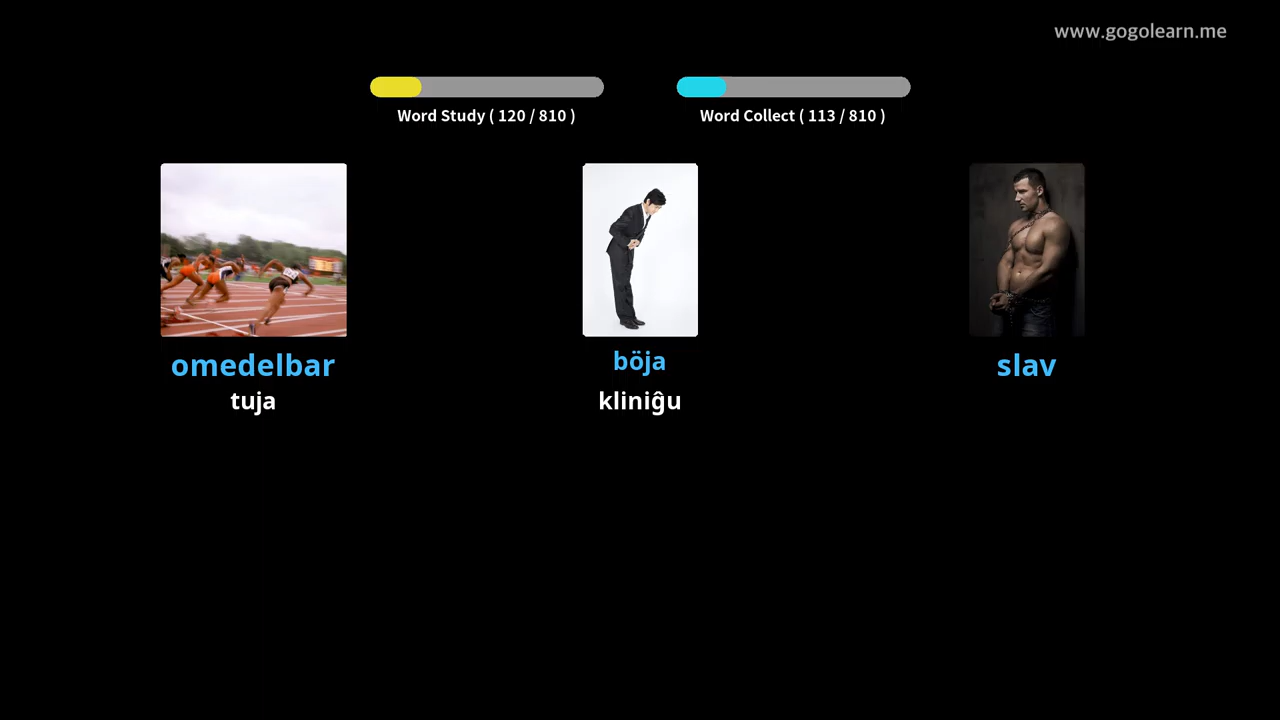 www.gogolearn.me
Word Study ( 120 / 810 )
Word Collect ( 113 / 810 )
omedelbar
tuja
böja
kliniĝu
slav